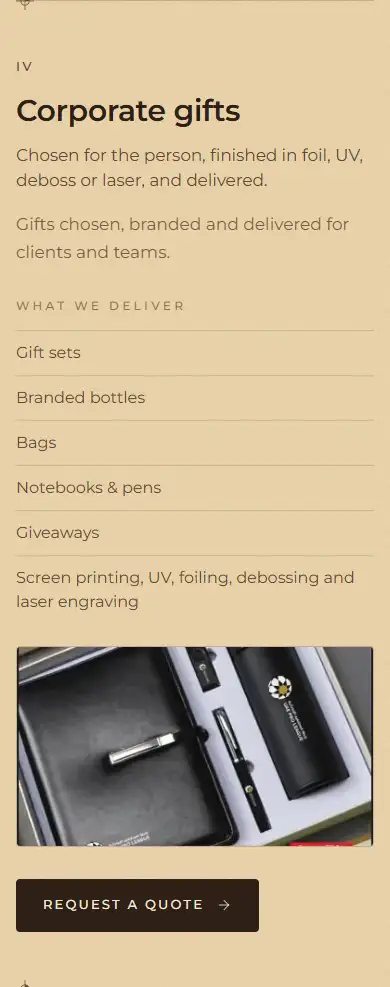 IV
Corporate gifts
Chosen for the person, finished in foil, UV,
deboss or laser, and delivered.
Gifts chosen, branded and delivered for
clients and teams.
WHAT WE DELIVER
Gift sets
Branded bottles
Bags
Notebooks & pens
Giveaways
Screen printing, UV, foiling, debossing and
laser engraving
REQUEST A QUOTE →